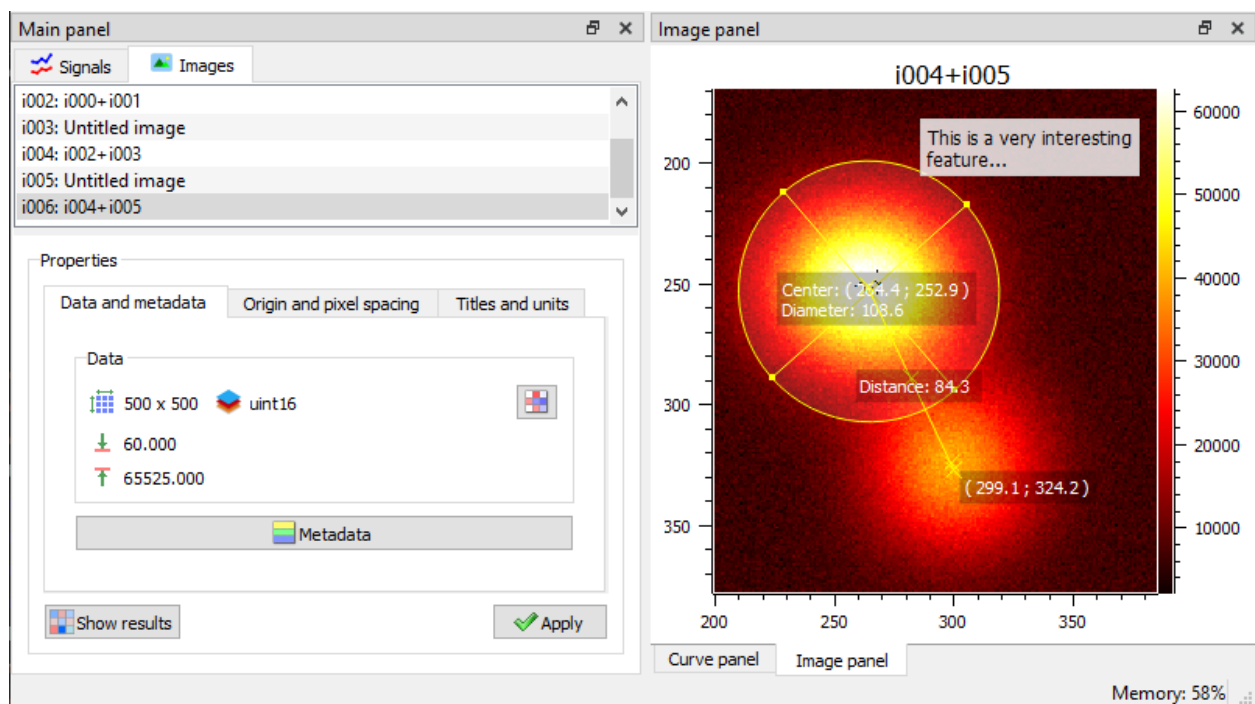 Main panel
Signals
Images
i002: i000+i001
i003: Untitled image
i004: i002+i003
i005: Untitled image
i006: i004+i005
Properties
Data and metadata
Origin and pixel spacing
Titles and units
Data
500 x 500
uint16
60.000
65525.000
Metadata
Show results
Apply
Image panel
i004+i005
This is a very interesting
feature...
Center: ( 264.4 ; 252.9 )
Diameter: 108.6
Distance: 84.3
( 299.1 ; 324.2 )
200
250
300
350
200
250
300
350
60000
50000
40000
30000
20000
10000
Curve panel
Image panel
Memory: 58%